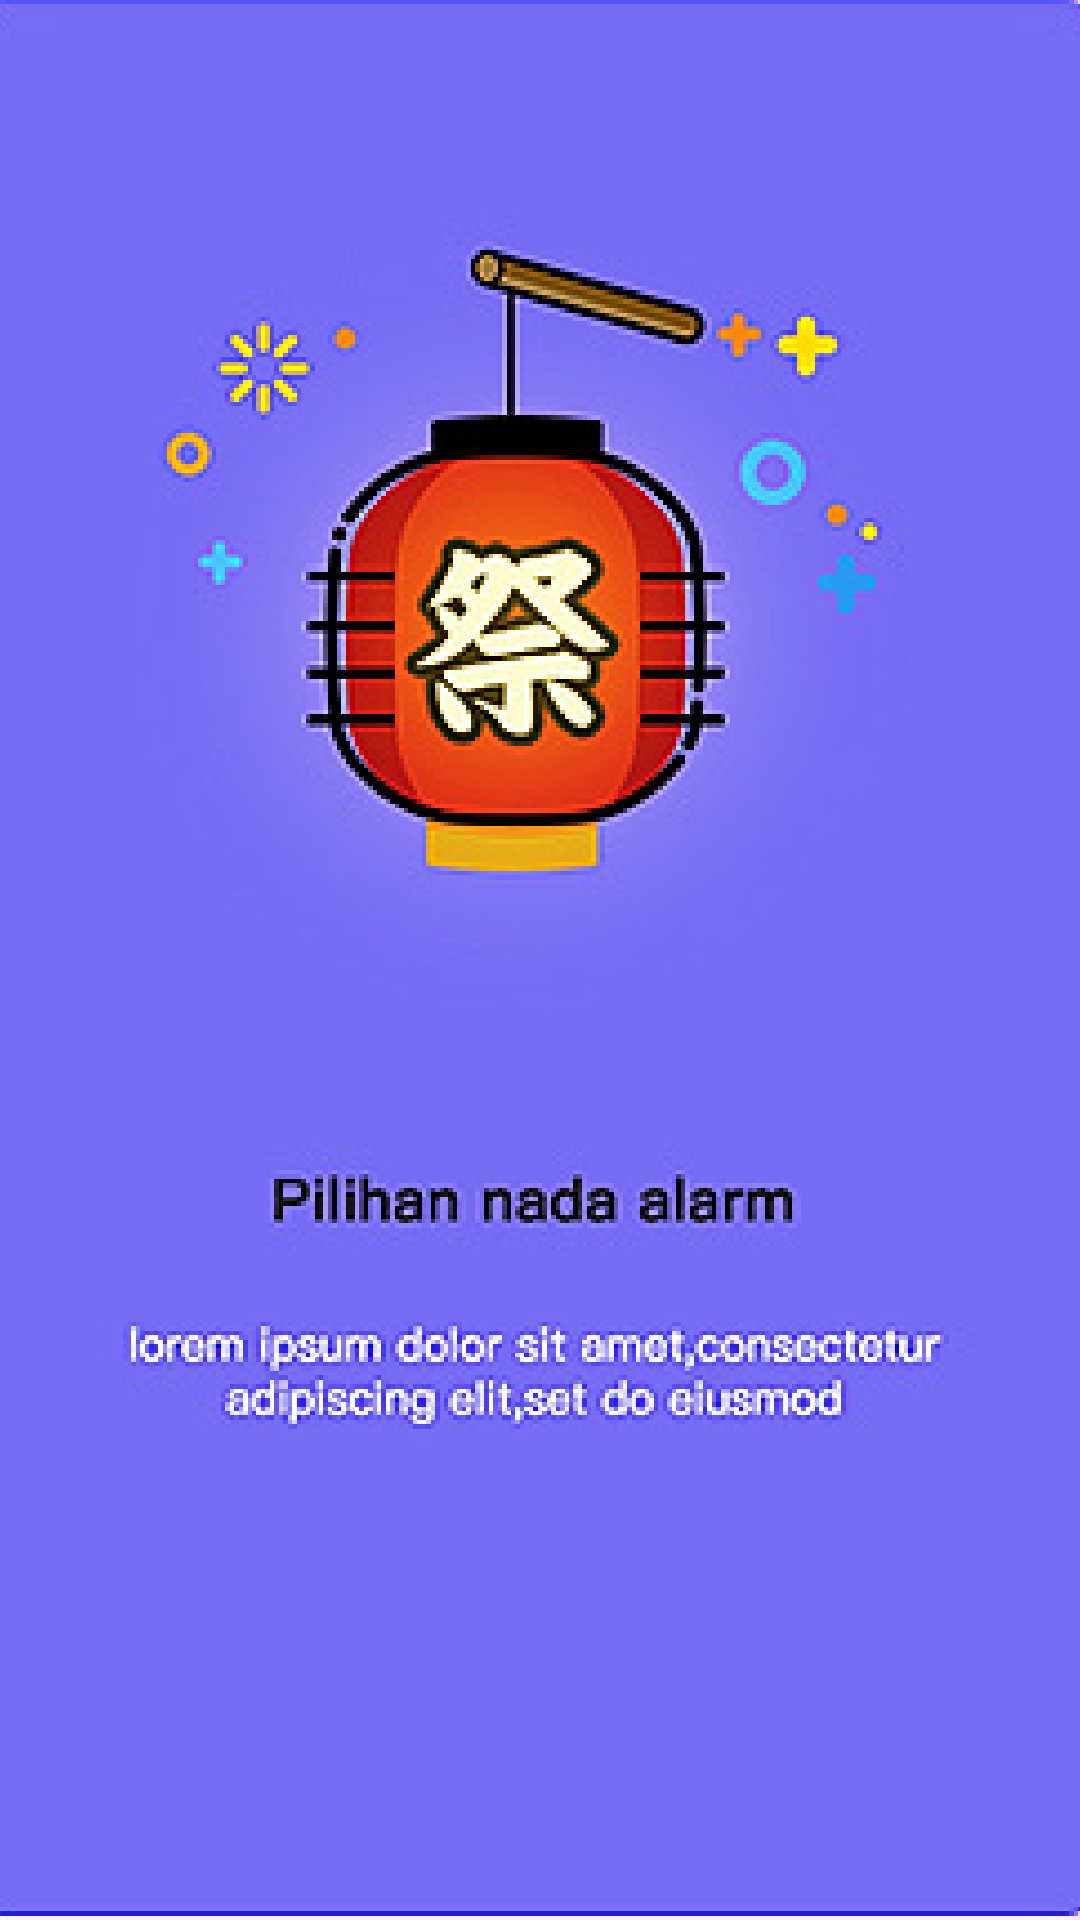 祭
Pilihan nada alarm
lorem ipsum dolor sit amet,consectetur
adipiscing elit,set do eiusmod